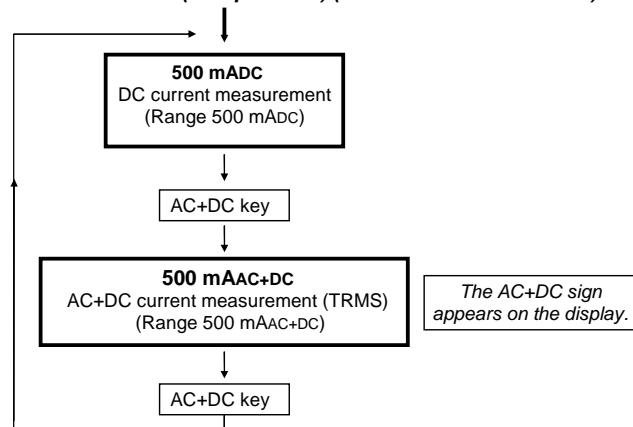 500 mADC
DC current measurement
(Range 500 mADC)
AC+DC key
500 mAAC+DC
AC+DC current measurement (TRMS)
(Range 500 mAAC+DC)
The AC+DC sign
appears on the display.
AC+DC key